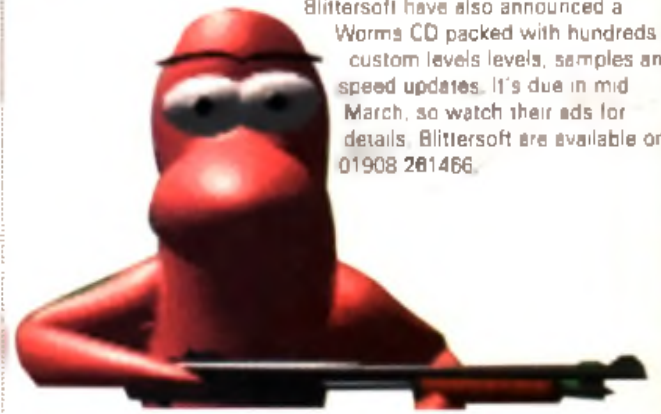 Blittersoft have also announced a
Worms CD packed with hundreds
custom levels levels, samples an
speed updates. It's due in mid
March, so watch their ads for
details. Blittersoft are available on
01908 261466.